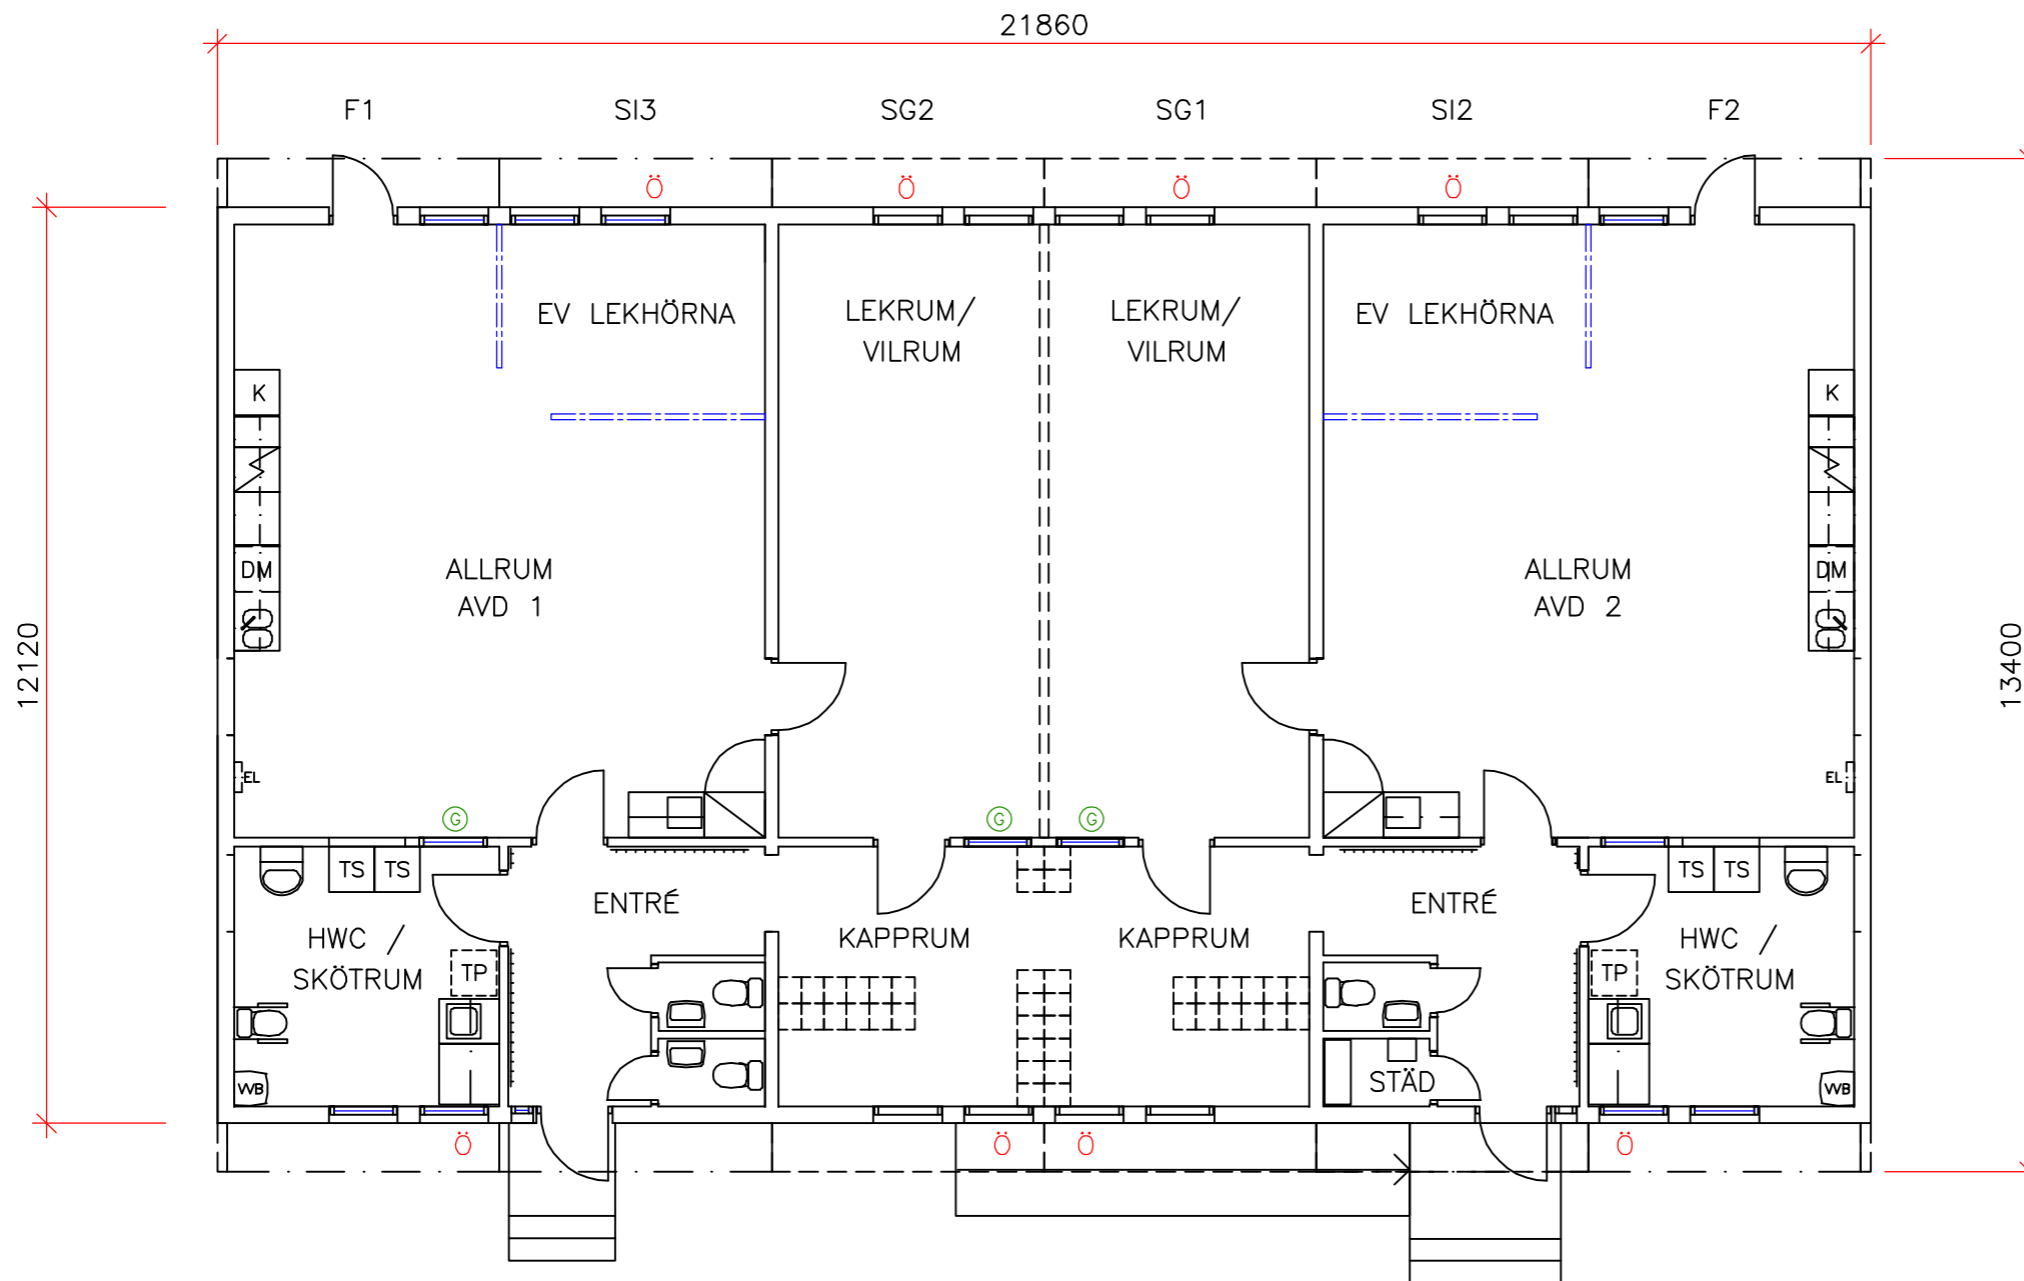 21860
F1 SI3 SG2 SG1 SI2 F2
Ö Ö Ö Ö
EV LEKHÖRNA
LEKRUM/
VILRUM
LEKRUM/
VILRUM
EV LEKHÖRNA
K
K
DM
DM
ALLRUM
AVD 1
ALLRUM
AVD 2
12120
13400
EL
EL
G G G
TS TS
TS TS
ENTRÉ
ENTRÉ
HWC /
SKÖTRUM
KAPPRUM
KAPPRUM
HWC /
SKÖTRUM
TP
TP
STÄD
VVB
VVB
Ö Ö Ö Ö